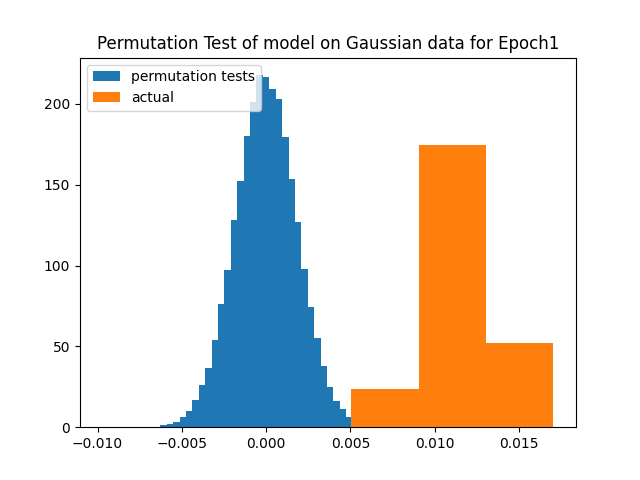 Permutation Test of model on Gaussian data for Epoch1
permutation tests
actual
200
150
100
50
0
−0.010 −0.005 0.000 0.005 0.010 0.015